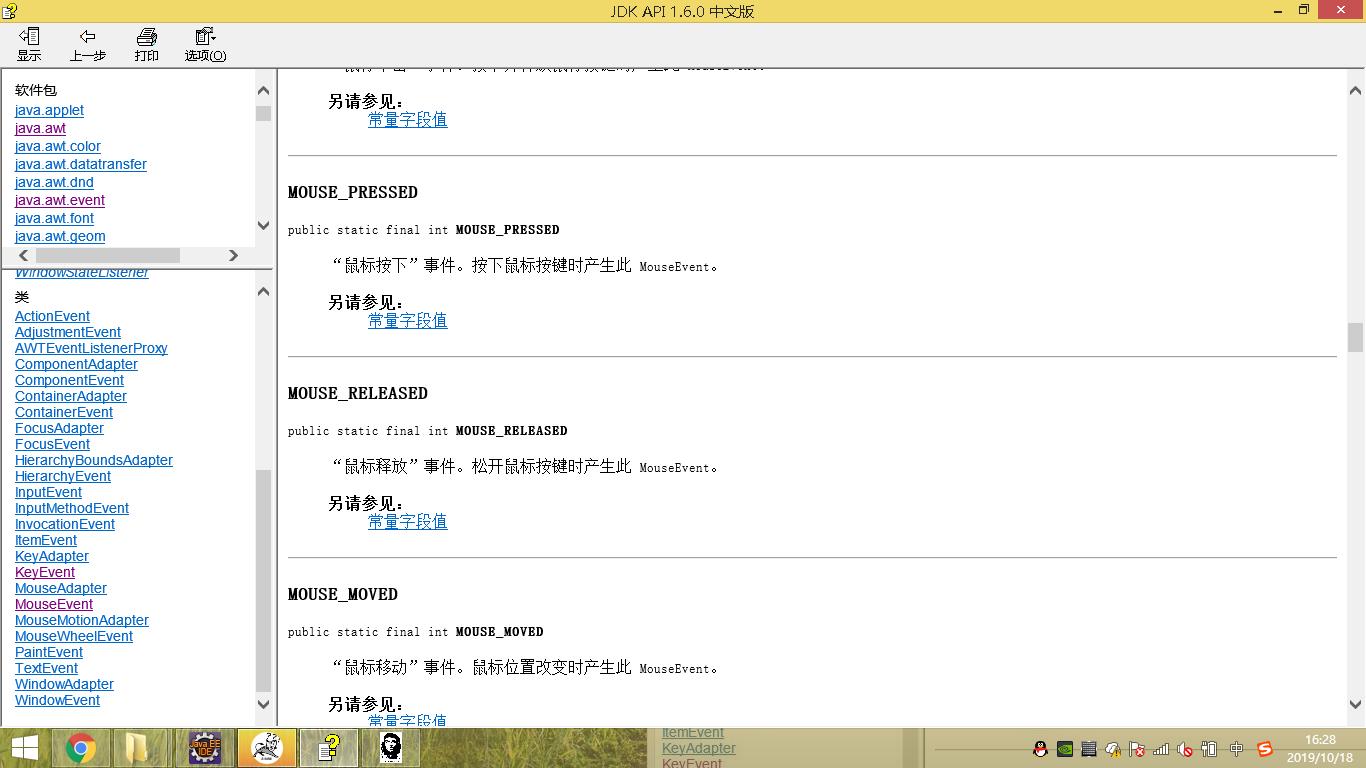 JDK API 1.6.0 中文版
显示
上一步
打印
选项(O)
软件包
java.applet
java.awt
java.awt.color
java.awt.datatransfer
java.awt.dnd
java.awt.event
java.awt.font
java.awt.geom
WindowStateListener
类
ActionEvent
AdjustmentEvent
AWTEventListenerProxy
ComponentAdapter
ComponentEvent
ContainerAdapter
ContainerEvent
FocusAdapter
FocusEvent
HierarchyBoundsAdapter
HierarchyEvent
InputEvent
InputMethodEvent
InvocationEvent
ItemEvent
KeyAdapter
KeyEvent
MouseAdapter
MouseEvent
MouseMotionAdapter
MouseWheelEvent
PaintEvent
TextEvent
WindowAdapter
WindowEvent
另请参见：
常量字段值
MOUSE_PRESSED
public static final int MOUSE_PRESSED
“鼠标按下”事件。按下鼠标按键时产生此 MouseEvent。
另请参见：
常量字段值
MOUSE_RELEASED
public static final int MOUSE_RELEASED
“鼠标释放”事件。松开鼠标按键时产生此 MouseEvent。
另请参见：
常量字段值
MOUSE_MOVED
public static final int MOUSE_MOVED
“鼠标移动”事件。鼠标位置改变时产生此 MouseEvent。
另请参见：
常量字段值
Java EE
IDE
ItemEvent
KeyAdapter
KeyEvent
中
16:28
2019/10/18